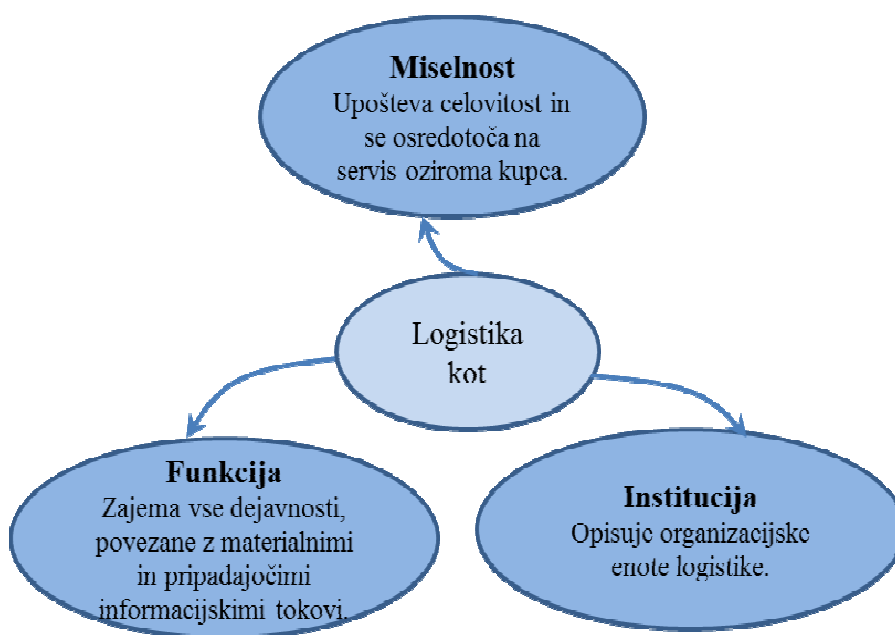 Miselnost
Upošteva celovitost in
se osredotoča na
servis oziroma kupca.
Logistika
kot
Funkcija
Zajema vse dejavnosti,
povezane z materialnimi
in pripadajočimi
informacijskimi tokovi.
Institucija
Opisuje organizacijske
enote logistike.